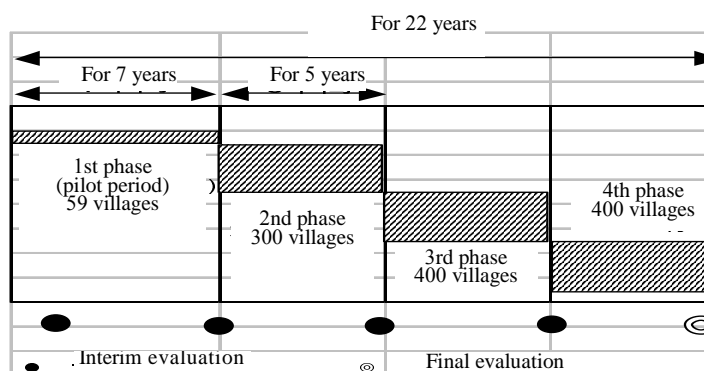 For 22 years
For 7 years
For 5 years
1st phase
(pilot period)
59 villages
2nd phase
300 villages
3rd phase
400 villages
4th phase
400 villages
Interim evaluation
Final evaluation